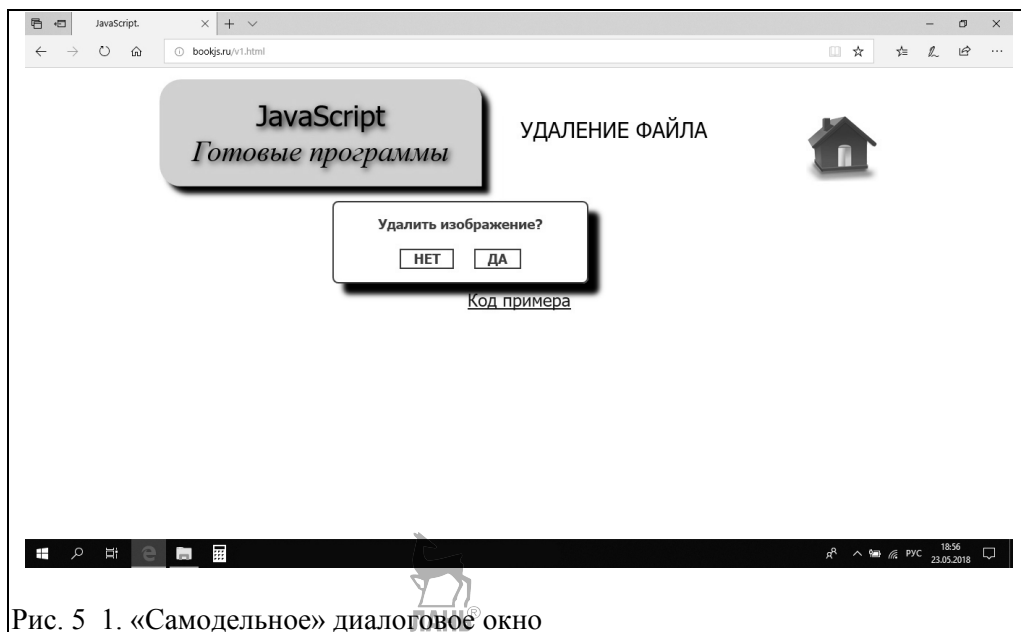 JavaScript.
bookjs.ru/v1.html
JavaScript
Готовые программы
УДАЛЕНИЕ ФАЙЛА
Удалить изображение?
НЕТ ДА
Код примера
РУС
18:56
23.05.2018
Рис. 5 1. «Самодельное» диалоговое окно
ЛАНЬ®